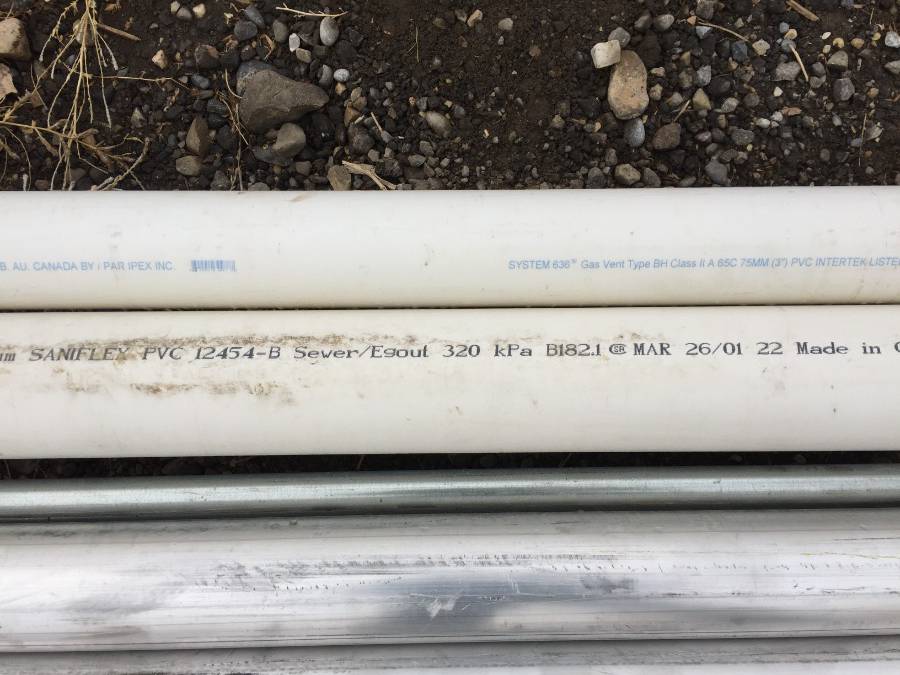 B. AU. CANADA BY / PAR IPEX INC. SYSTEM 636® Gas Vent Type BH Class II A 65C 75MM (3") PVC INTERTEK LISTE
um SANIFLEX PVC 12454-B Sewer/Egout 320 kPa B182.1 MAR 26/01 22 Made in